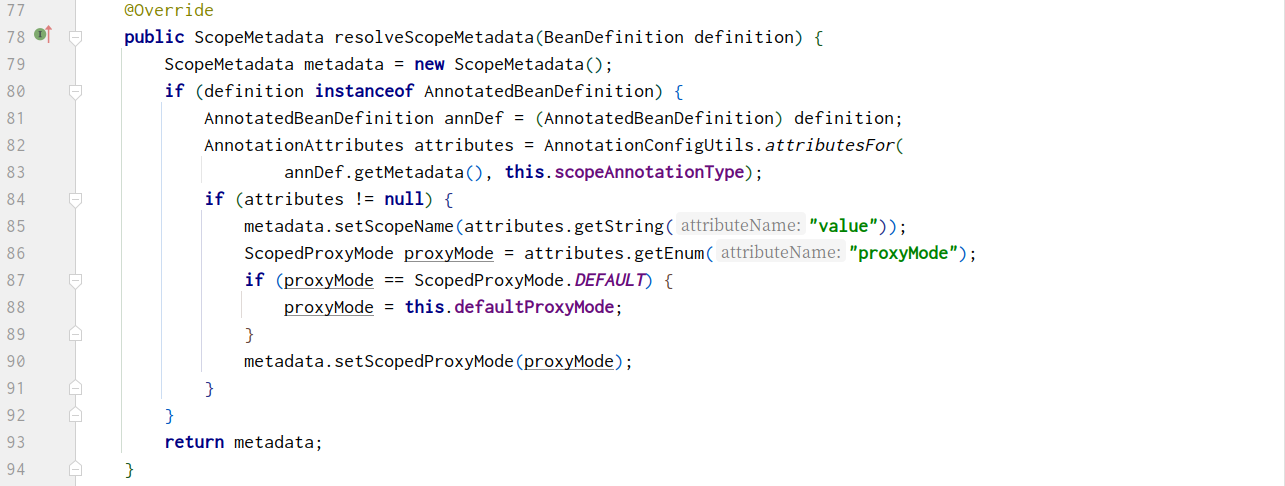 77 @Override
78 public ScopeMetadata resolveScopeMetadata(BeanDefinition definition) {
79 ScopeMetadata metadata = new ScopeMetadata();
80 if (definition instanceof AnnotatedBeanDefinition) {
81 AnnotatedBeanDefinition annDef = (AnnotatedBeanDefinition) definition;
82 AnnotationAttributes attributes = AnnotationConfigUtils.attributesFor(
83 annDef.getMetadata(), this.scopeAnnotationType);
84 if (attributes != null) {
85 metadata.setScopeName(attributes.getString( attributeName: "value"));
86 ScopedProxyMode proxyMode = attributes.getEnum( attributeName: "proxyMode");
87 if (proxyMode == ScopedProxyMode.DEFAULT) {
88 proxyMode = this.defaultProxyMode;
89 }
90 metadata.setScopedProxyMode(proxyMode);
91 }
92 }
93 return metadata;
94 }